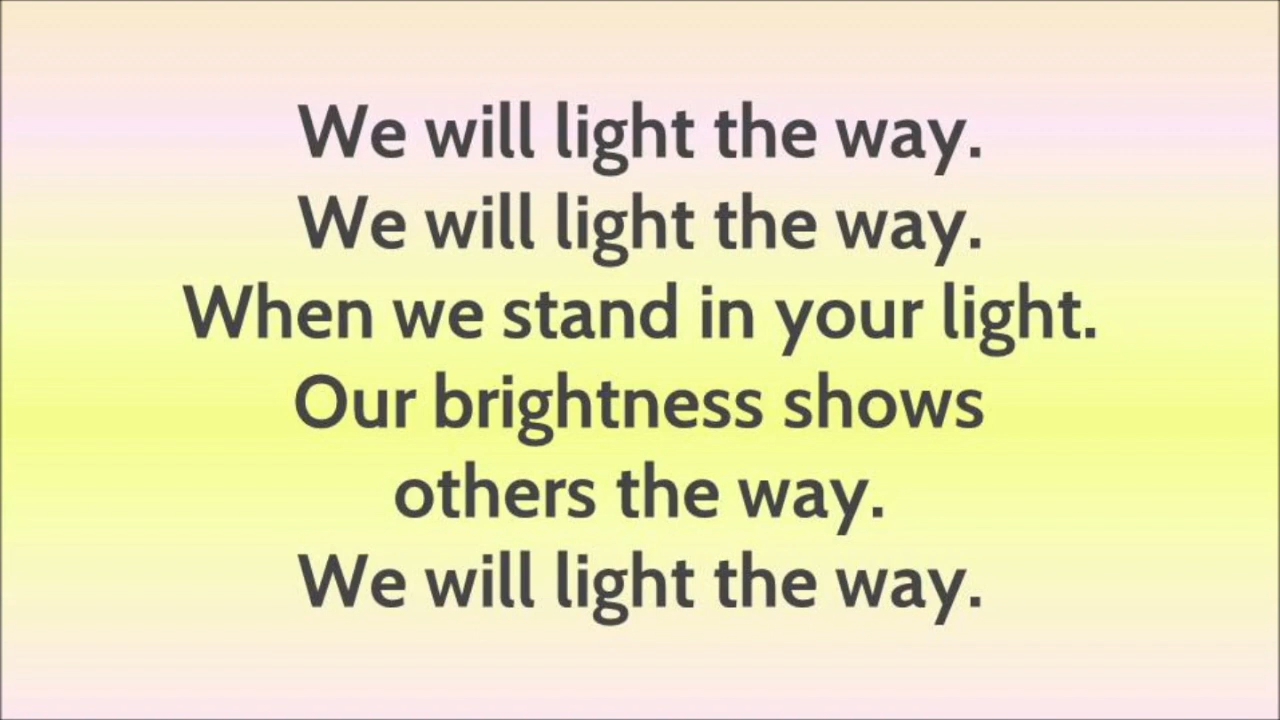 We will light the way.
We will light the way.
When we stand in your light.
Our brightness shows
others the way.
We will light the way.